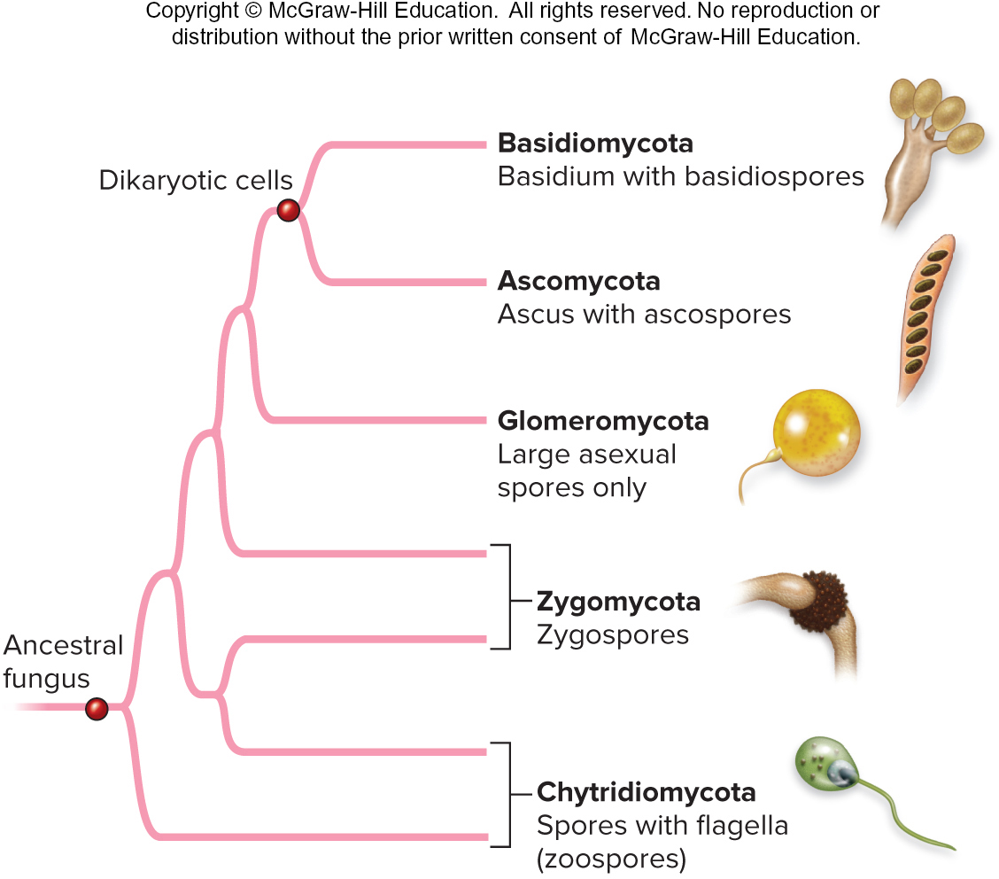 Copyright © McGraw-Hill Education. All rights reserved. No reproduction or
distribution without the prior written consent of McGraw-Hill Education.
Dikaryotic cells
Basidiomycota
Basidium with basidiospores
Ascomycota
Ascus with ascospores
Glomeromycota
Large asexual
spores only
Zygomycota
Zygospores
Ancestral
fungus
Chytridiomycota
Spores with flagella
(zoospores)